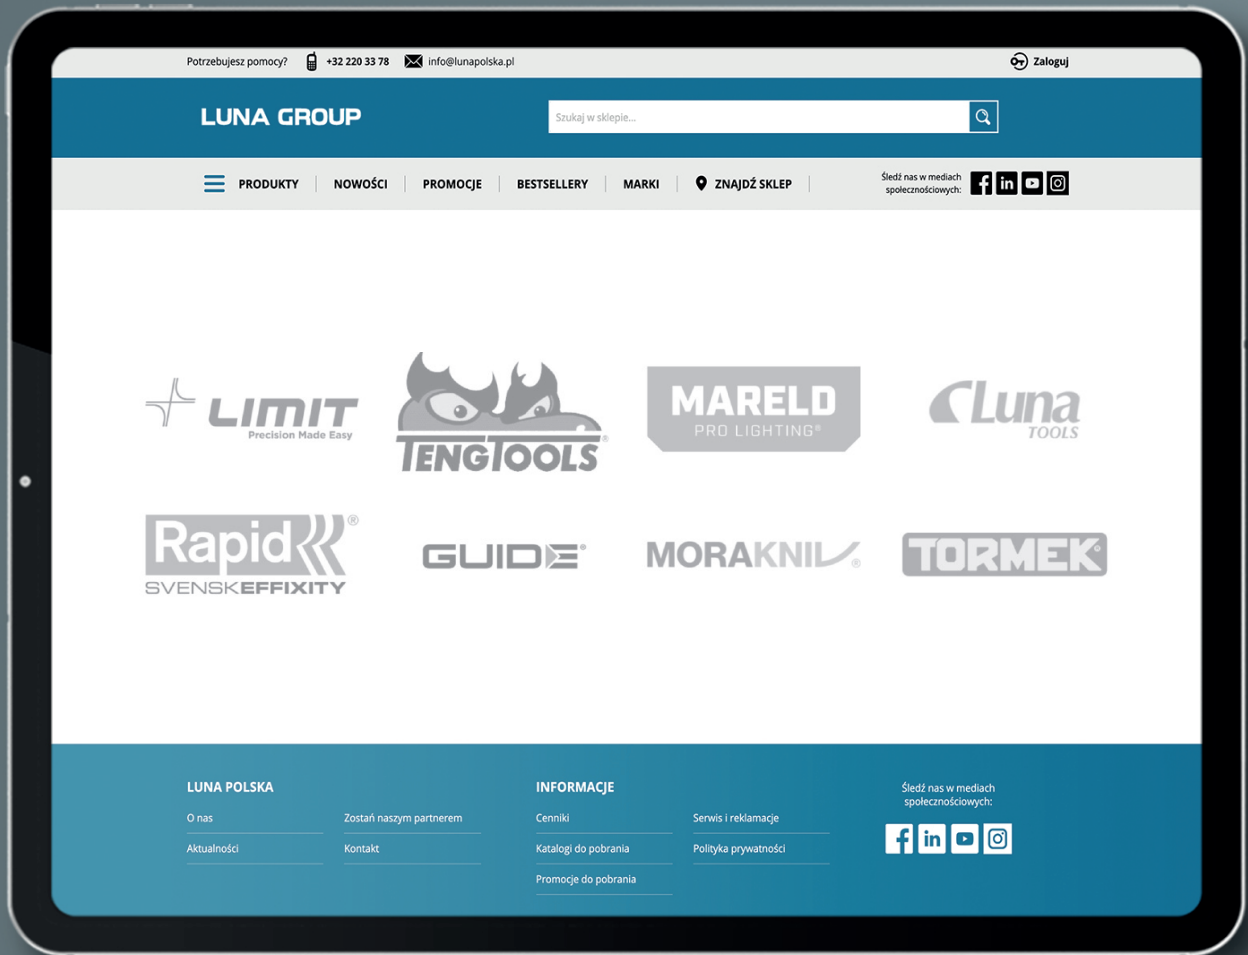 Potrzebujesz pomocy? +32 220 33 78 info@lunapolska.pl Zaloguj
LUNA GROUP
Szukaj w sklepie...
PRODUKTY NOWOŚCI PROMOCJE BESTSELLERY MARKI ZNAJDŹ SKLEP
Śledź nas w mediach
społecznościowych:
LIMIT
Precision Made Easy
TENGTOOLS®
MARELD
PRO LIGHTING®
Luna
TOOLS
Rapid®
SVENSKEFFIXITY
GUIDE®
MORAKNIV®
TORMEK®
LUNA POLSKA
O nas
Zostań naszym partnerem
Aktualności
Kontakt
INFORMACJE
Cenniki
Serwis i reklamacje
Katalogi do pobrania
Polityka prywatności
Promocje do pobrania
Śledź nas w mediach
społecznościowych: